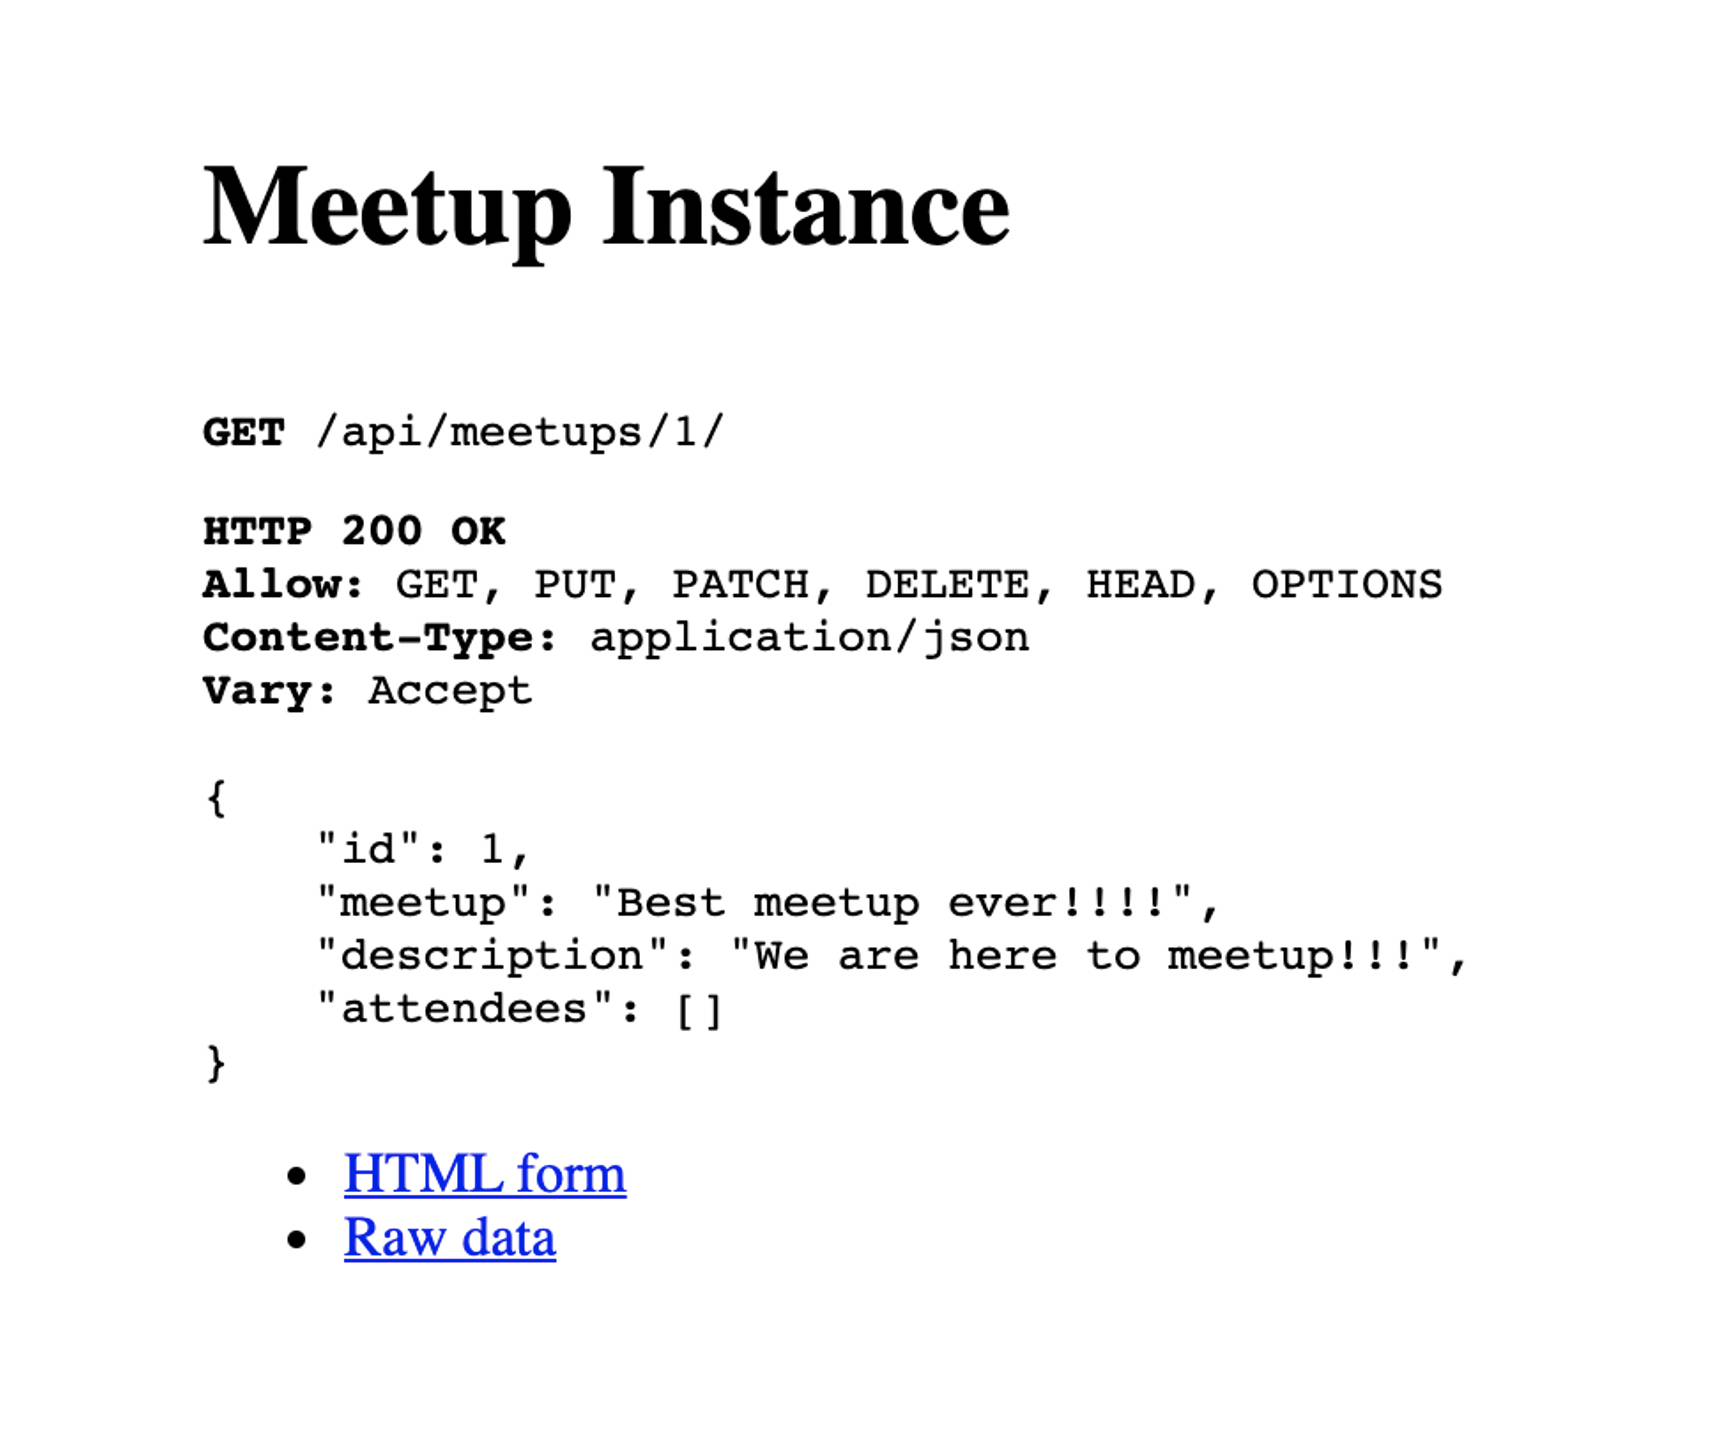 Meetup Instance
GET /api/meetups/1/
HTTP 200 OK
Allow: GET, PUT, PATCH, DELETE, HEAD, OPTIONS
Content-Type: application/json
Vary: Accept
{
    "id": 1,
    "meetup": "Best meetup ever!!!!",
    "description": "We are here to meetup!!!",
    "attendees": []
}
• HTML form
• Raw data